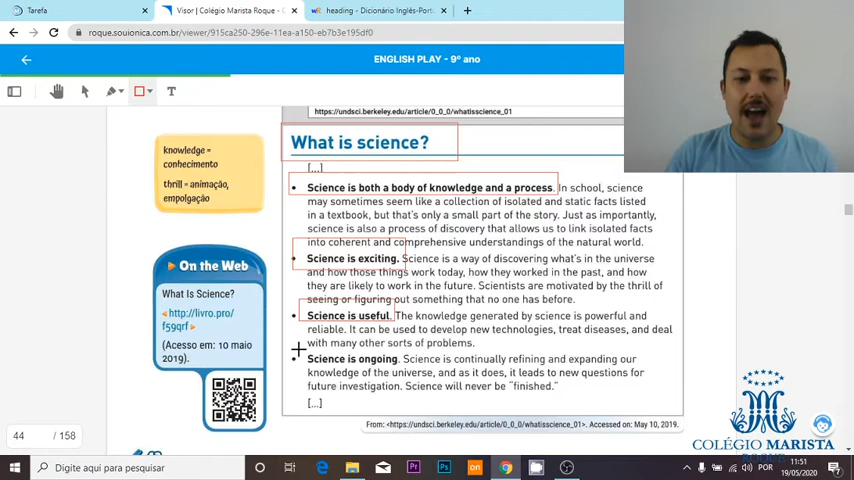 Tarefa
Visor | Colégio Marista Roque
heading - Dicionário Inglês-Port
roque.souionica.com.br/viewer/915ca250-296e-11ea-a150-eb7b3e195df0
ENGLISH PLAY - 9º ano
https://undsci.berkeley.edu/article/0_0_0/whatisscience_01
What is science?
[...]
knowledge =
conhecimento
thrill = animação,
empolgação
• Science is both a body of knowledge and a process. In school, science
may sometimes seem like a collection of isolated and static facts listed
in a textbook, but that's only a small part of the story. Just as importantly,
science is also a process of discovery that allows us to link isolated facts
into coherent and comprehensive understandings of the natural world.
• Science is exciting. Science is a way of discovering what's in the universe
and how those things work today, how they worked in the past, and how
they are likely to work in the future. Scientists are motivated by the thrill of
seeing or figuring out something that no one has before.
• Science is useful. The knowledge generated by science is powerful and
reliable. It can be used to develop new technologies, treat diseases, and deal
with many other sorts of problems.
• Science is ongoing. Science is continually refining and expanding our
knowledge of the universe, and as it does, it leads to new questions for
future investigation. Science will never be "finished."
[...]
From: <https://undsci.berkeley.edu/article/0_0_0/whatisscience_01>. Accessed on: May 10, 2019.
On the Web
What Is Science?
http://livro.pro/
f59qrf
(Acesso em: 10 maio
2019).
44 / 158
COLÉGIO MARISTA
ROQUE
Digite aqui para pesquisar
POR
11:51
19/05/2020